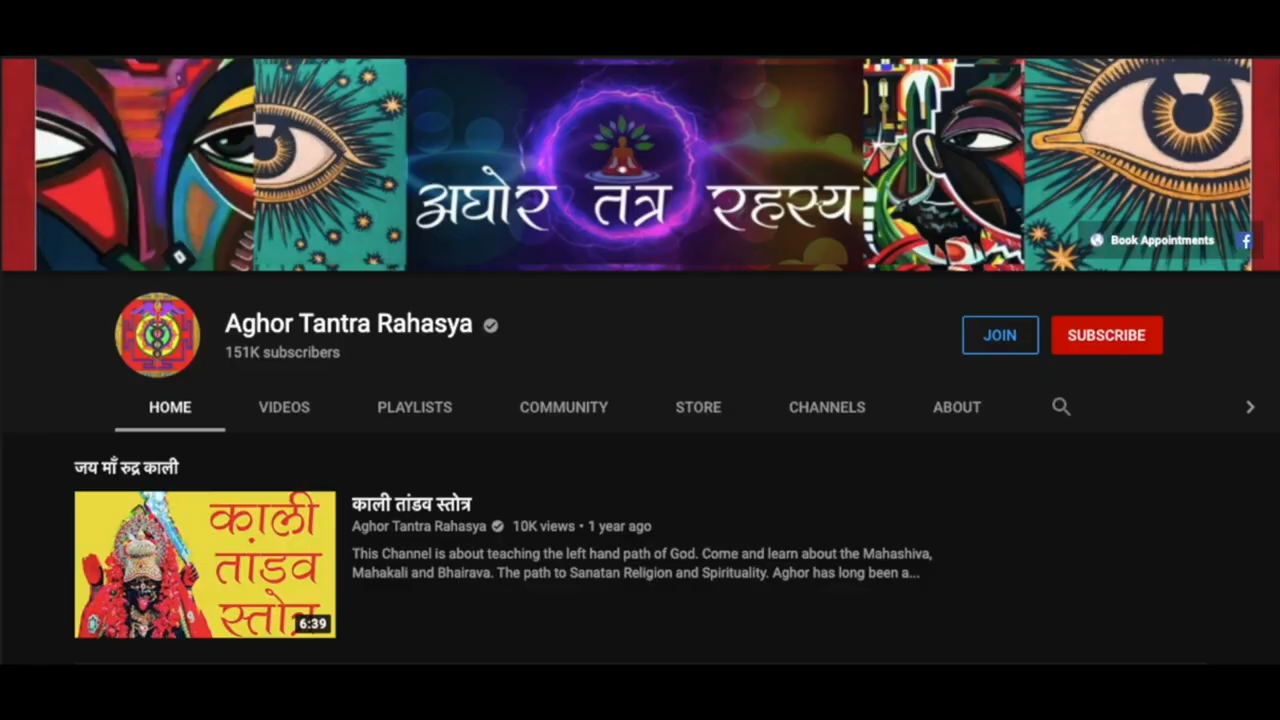 अघोर तत्र रहस्य
Book Appointments
Aghor Tantra Rahasya
151K subscribers
JOIN
SUBSCRIBE
HOME VIDEOS PLAYLISTS COMMUNITY STORE CHANNELS ABOUT
जय माँ रुद्र काली
काली
तांडव
स्तोत्र
6:39
काली तांडव स्तोत्र
Aghor Tantra Rahasya 10K views • 1 year ago
This Channel is about teaching the left hand path of God. Come and learn about the Mahashiva,
Mahakali and Bhairava. The path to Sanatan Religion and Spirituality. Aghor has long been a...